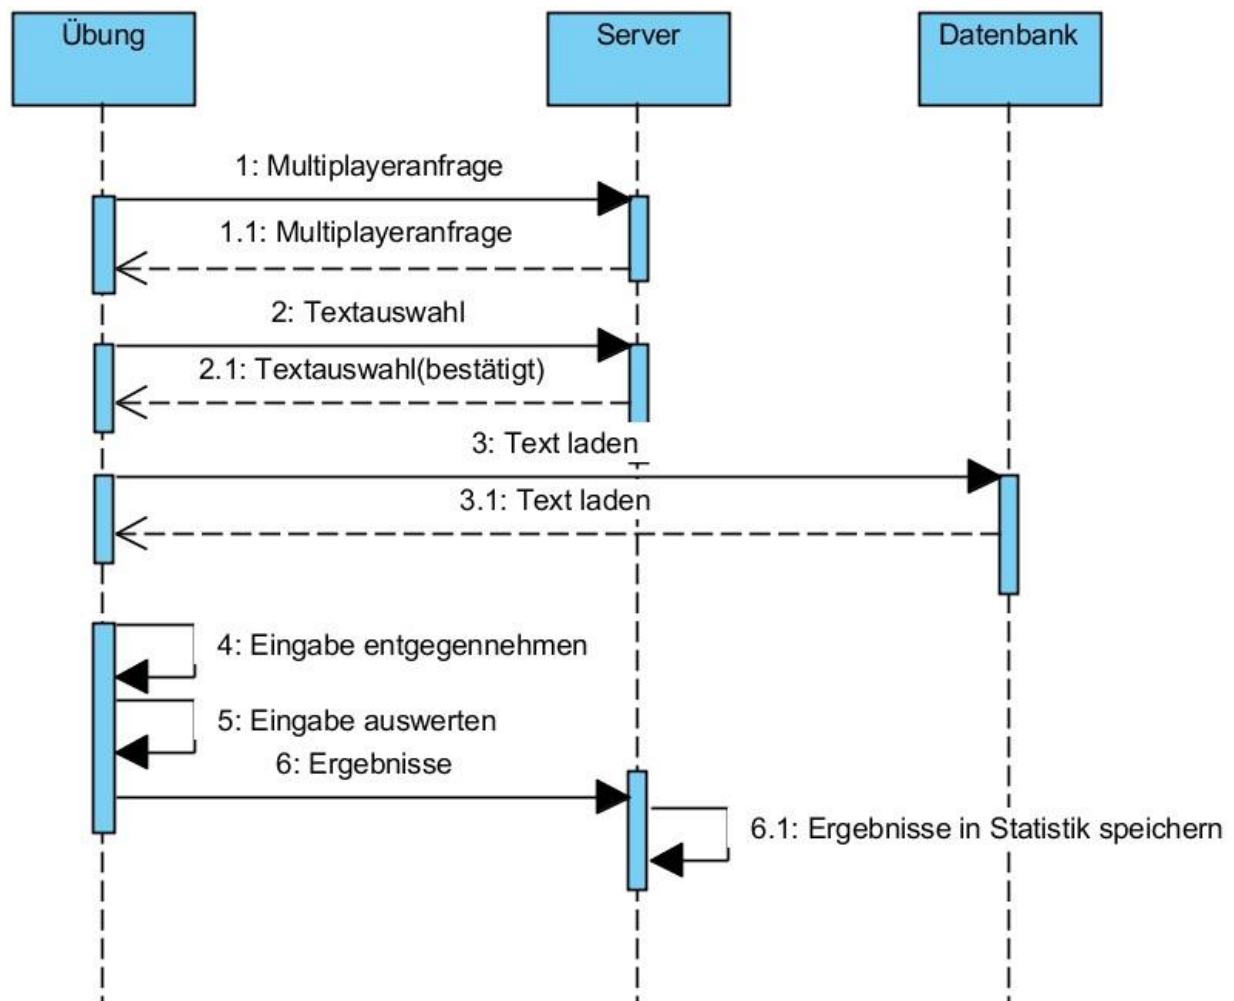 Übung
Server
Datenbank
1: Multiplayeranfrage
1.1: Multiplayeranfrage
2: Textauswahl
2.1: Textauswahl(bestätigt)
3: Text laden
3.1: Text laden
4: Eingabe entgegennehmen
5: Eingabe auswerten
6: Ergebnisse
6.1: Ergebnisse in Statistik speichern